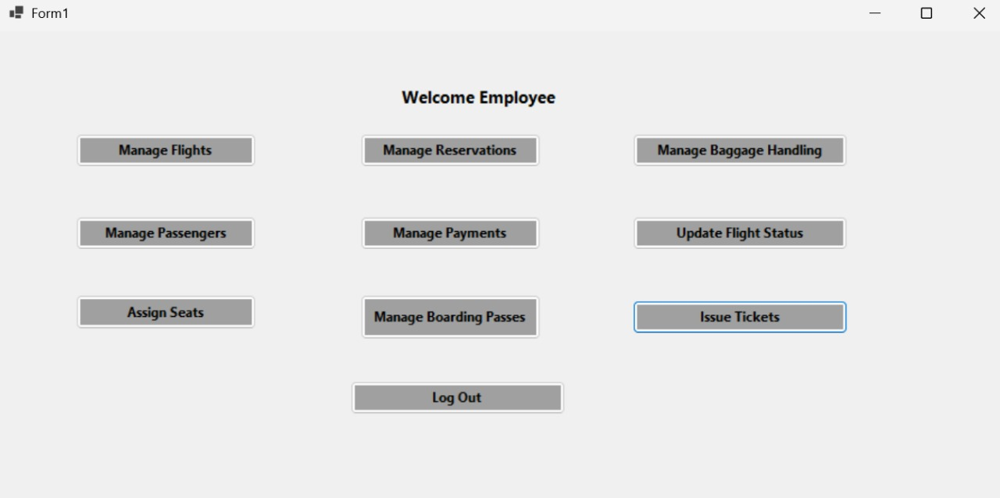 Form1
Welcome Employee
Manage Flights
Manage Reservations
Manage Baggage Handling
Manage Passengers
Manage Payments
Update Flight Status
Assign Seats
Manage Boarding Passes
Issue Tickets
Log Out